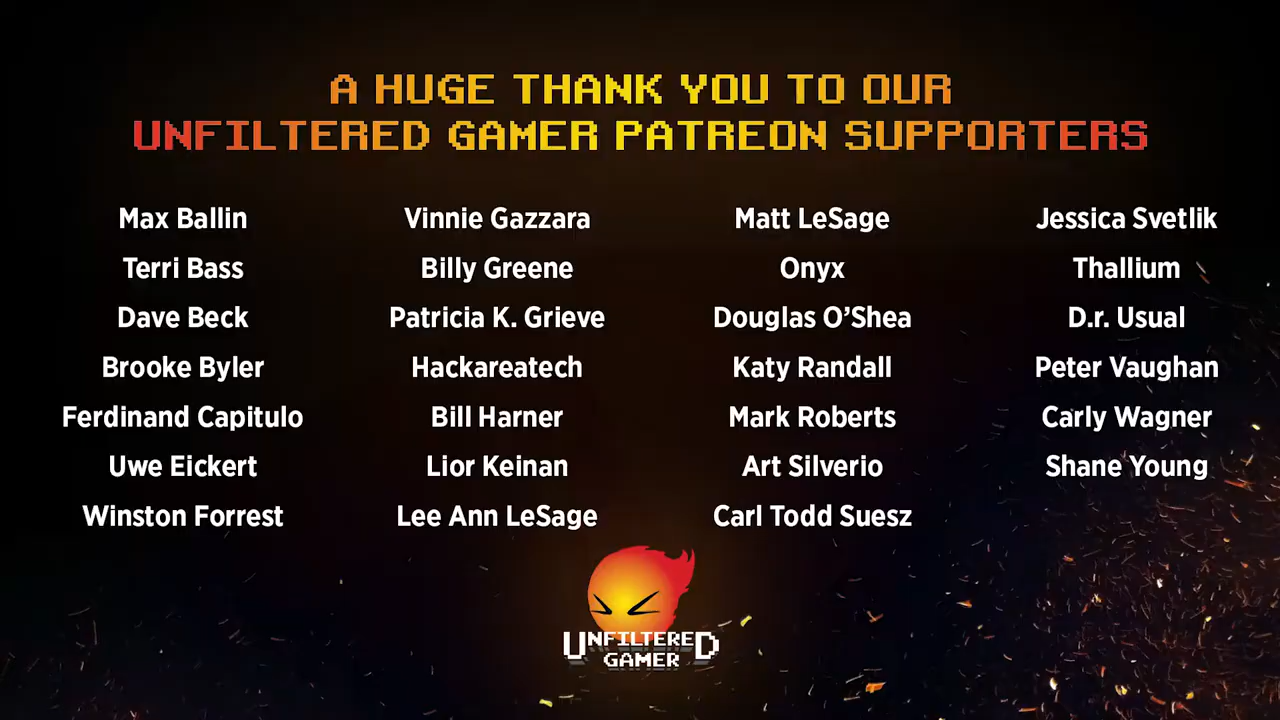 A HUGE THANK YOU TO OUR
UNFILTERED GAMER PATREON SUPPORTERS
Max Ballin
Terri Bass
Dave Beck
Brooke Byler
Ferdinand Capitulo
Uwe Eickert
Winston Forrest
Vinnie Gazzara
Billy Greene
Patricia K. Grieve
Hackareatech
Bill Harner
Lior Keinan
Lee Ann LeSage
Matt LeSage
Onyx
Douglas O’Shea
Katy Randall
Mark Roberts
Art Silverio
Carl Todd Suesz
Jessica Svetlik
Thallium
D.r. Usual
Peter Vaughan
Carly Wagner
Shane Young
UNFILTERED
GAMER